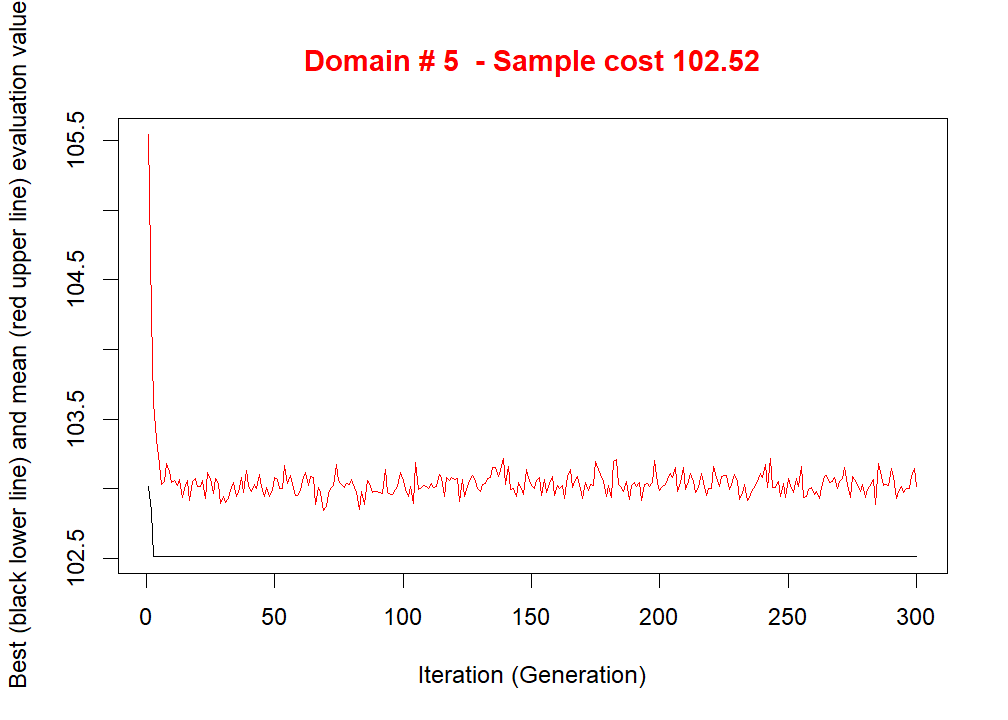 Domain # 5  - Sample cost 102.52
Best (black lower line) and mean (red upper line) evaluation value
105.5
104.5
103.5
102.5
0 50 100 150 200 250 300
Iteration (Generation)